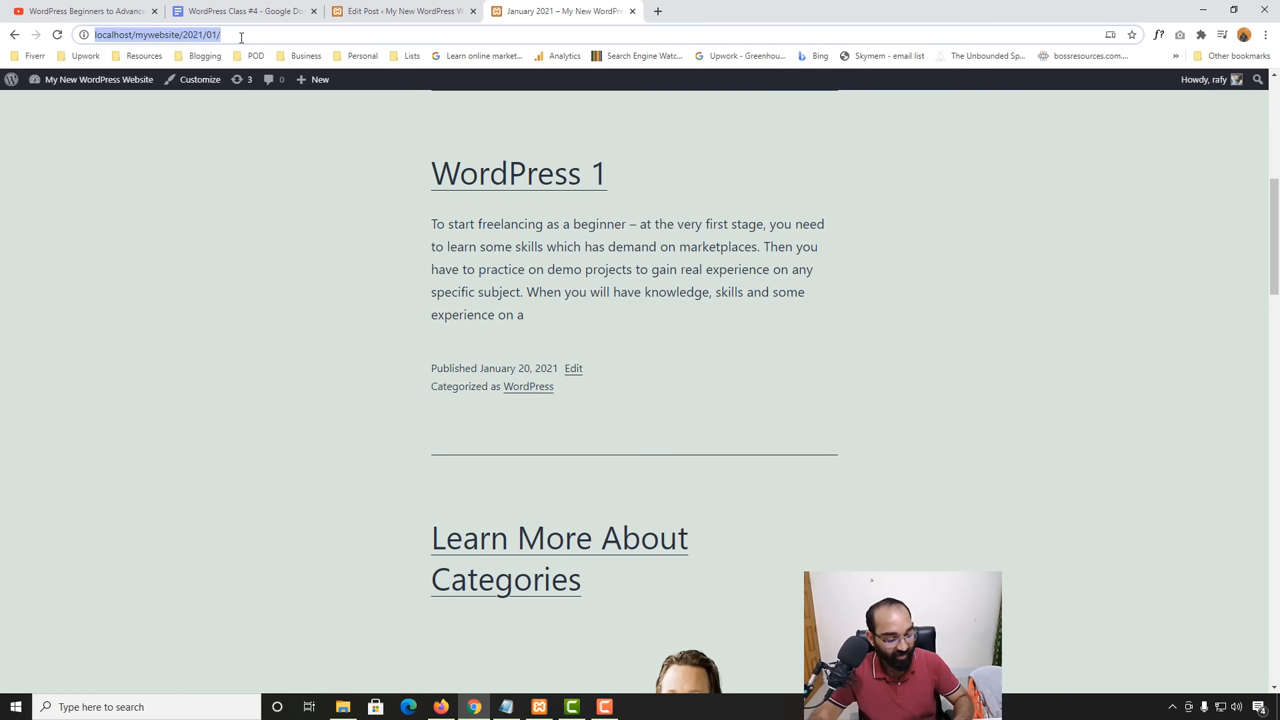 WordPress Beginners to Advance
WordPress Class #4 - Google Do
Edit Post ‹ My New WordPress W
January 2021 – My New WordPre
localhost/mywebsite/2021/01/
Fiverr
Upwork
Resources
Blogging
POD
Business
Personal
Lists
Learn online market...
Analytics
Search Engine Watc...
Upwork - Greenhou...
Bing
Skymem - email list
The Unbounded Sp...
bossresources.com...
»
Other bookmarks
My New WordPress Website
Customize
3
0
New
Howdy, rafy
WordPress 1
To start freelancing as a beginner – at the very first stage, you need
to learn some skills which has demand on marketplaces. Then you
have to practice on demo projects to gain real experience on any
specific subject. When you will have knowledge, skills and some
experience on a
Published January 20, 2021 Edit
Categorized as WordPress
Learn More About
Categories
Type here to search